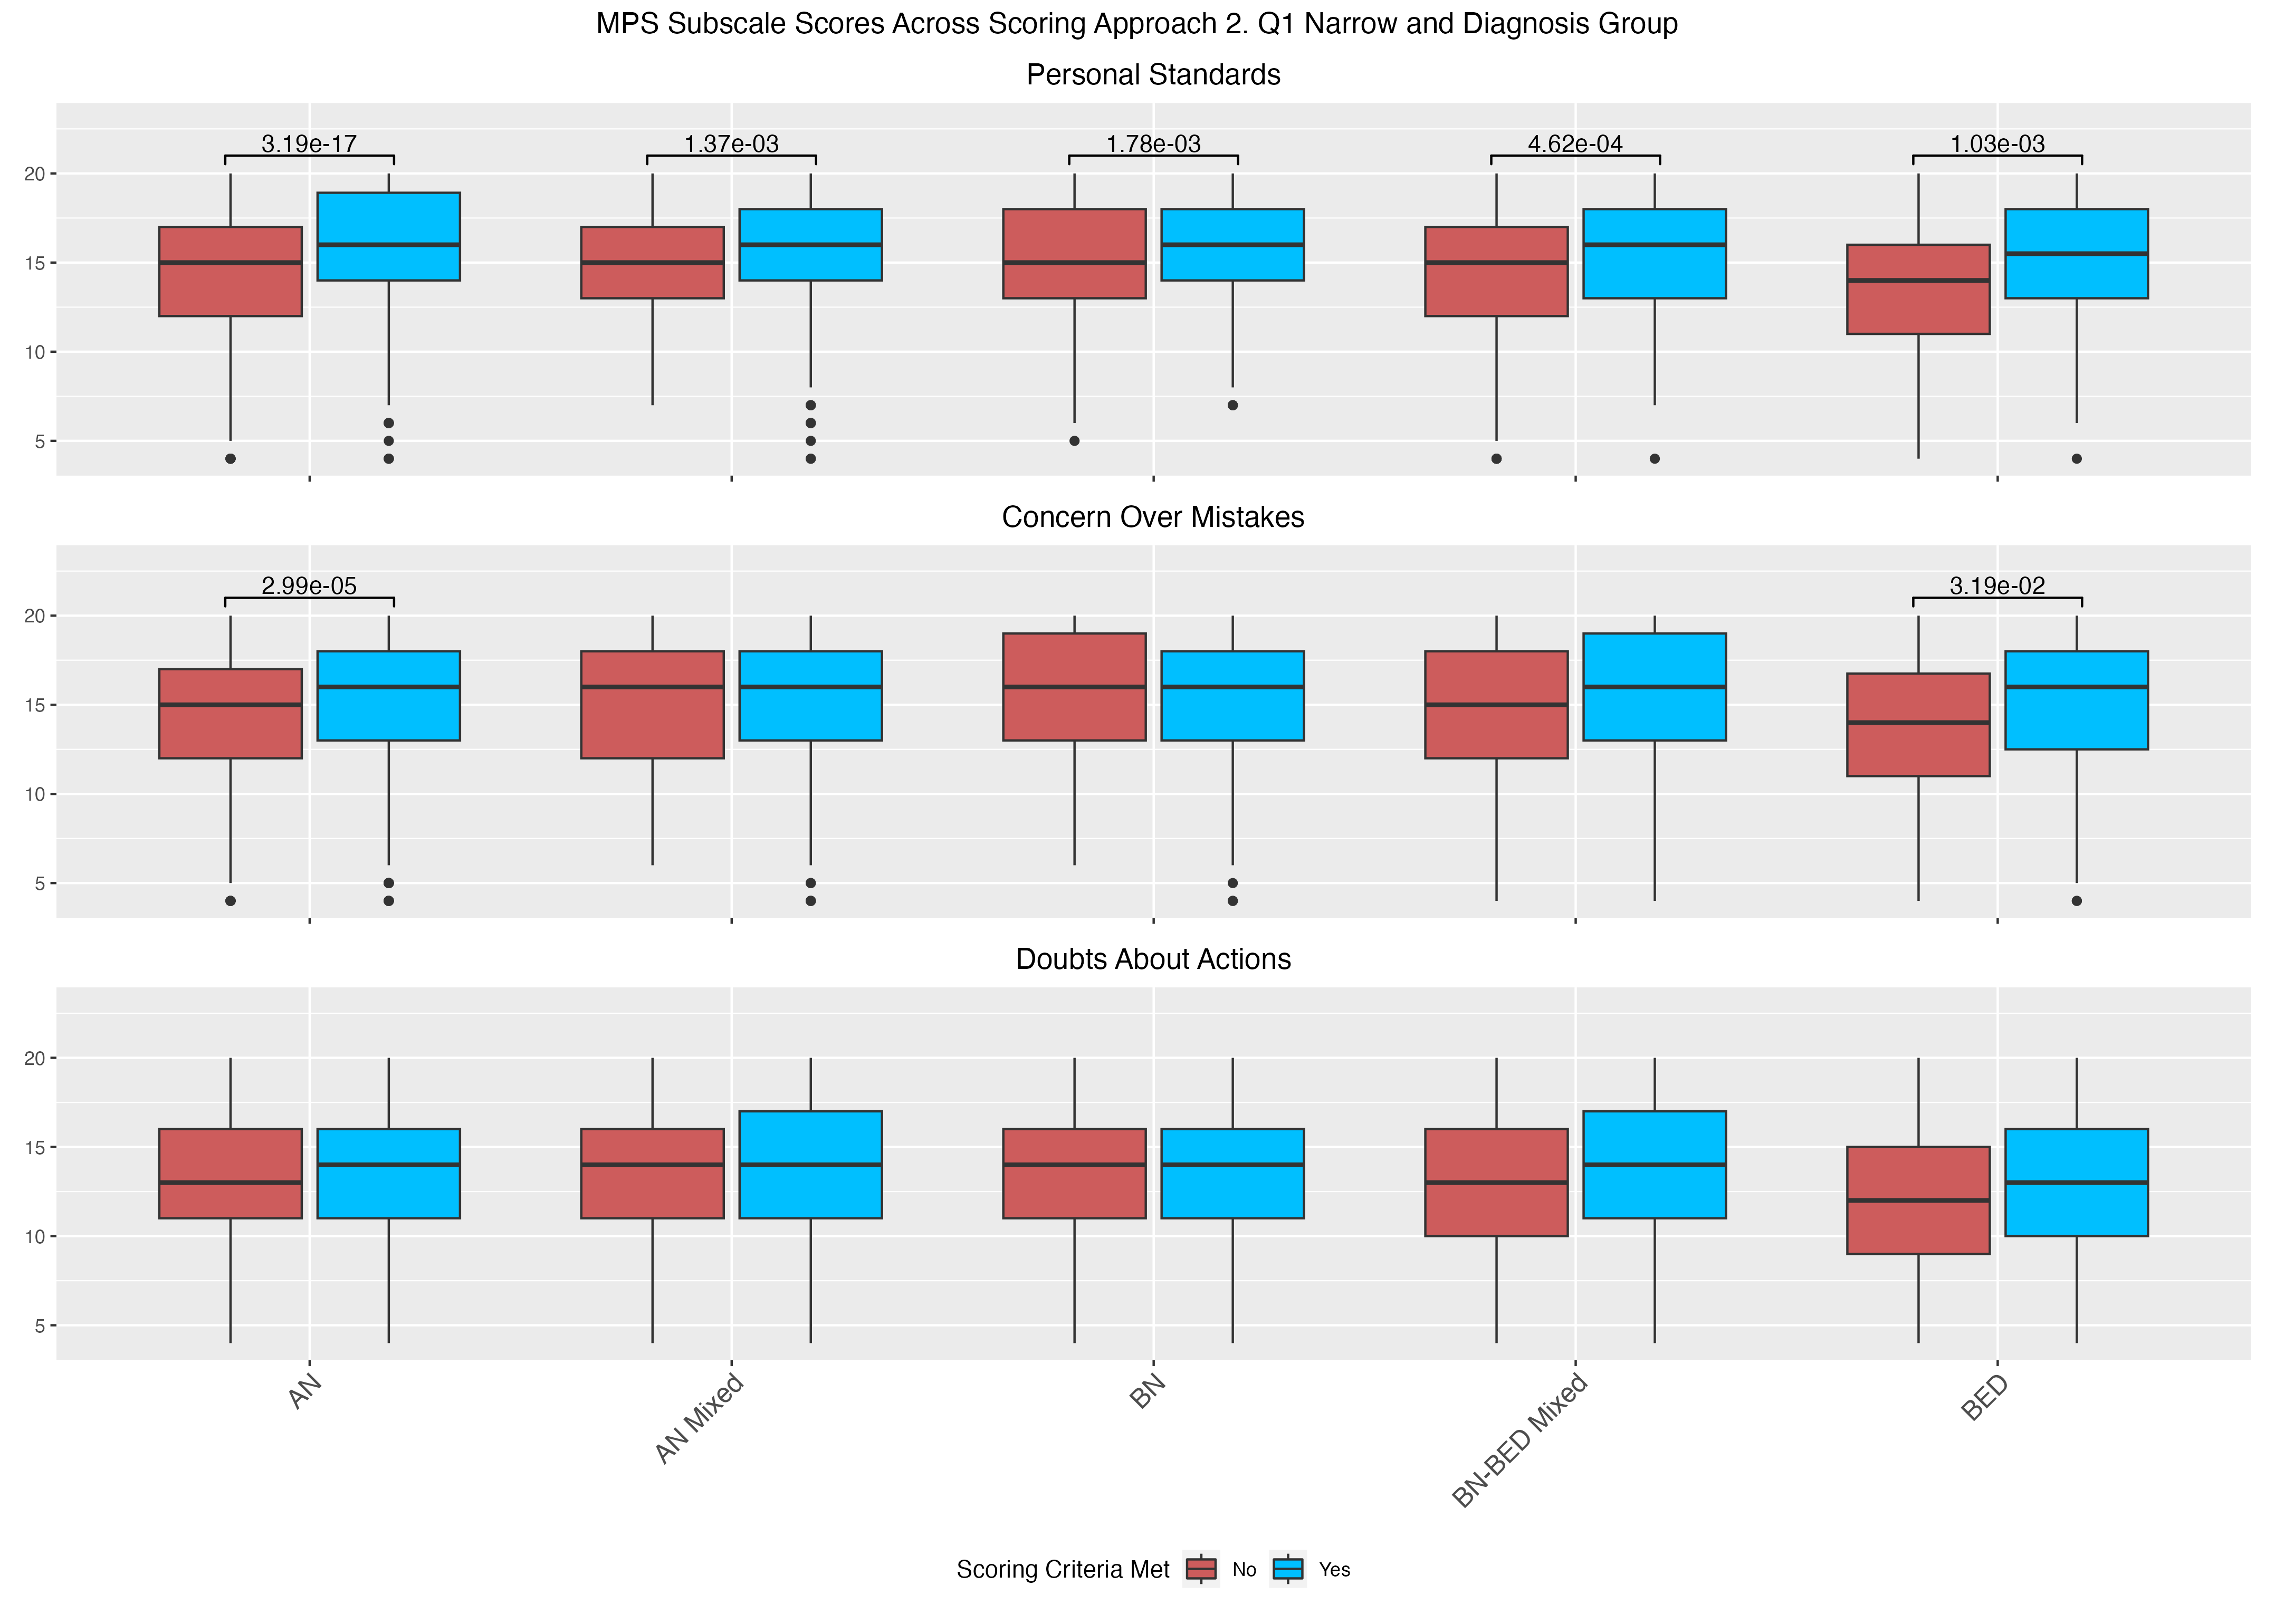 MPS Subscale Scores Across Scoring Approach 2. Q1 Narrow and Diagnosis Group
Personal Standards
3.19e-17 1.37e-03 1.78e-03 4.62e-04 1.03e-03
20
15
10
5
Concern Over Mistakes
2.99e-05 3.19e-02
20
15
10
5
Doubts About Actions
20
15
10
5
AN
AN Mixed
BN
BN-BED Mixed
BED
Scoring Criteria Met No Yes